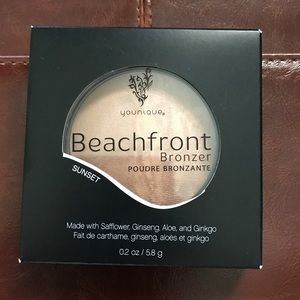 younique
Beachfront
Bronzer
POUDRE BRONZANTE
SUNSET
Made with Safflower, Ginseng, Aloe, and Ginkgo
Fait de carthame, ginseng, aloès et ginkgo
0.2 oz / 5.8 g